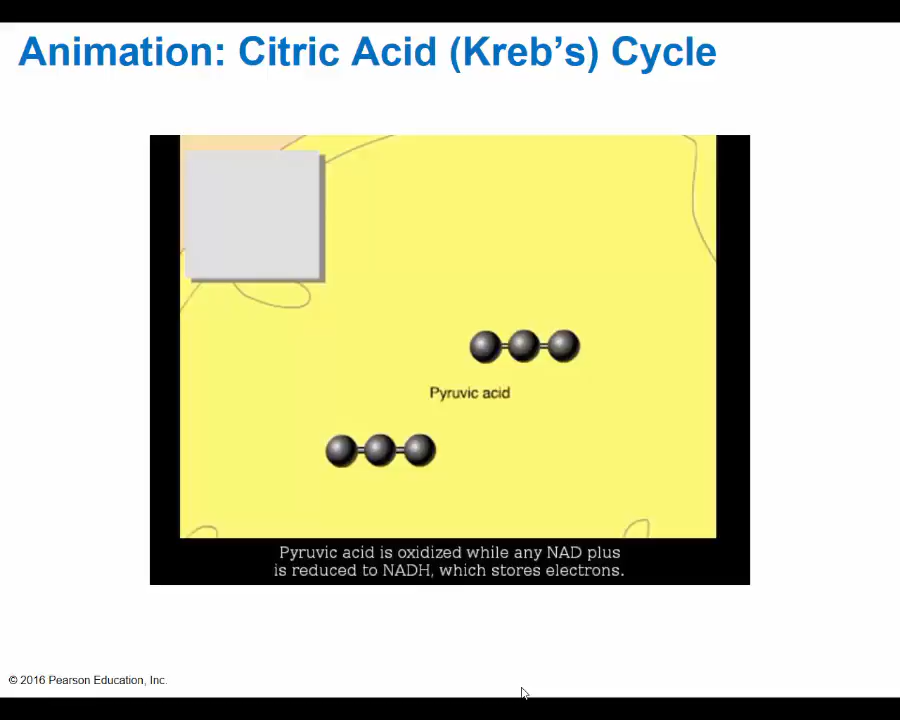 Animation: Citric Acid (Kreb's) Cycle
Pyruvic acid
Pyruvic acid is oxidized while any NAD plus
is reduced to NADH, which stores electrons.
© 2016 Pearson Education, Inc.